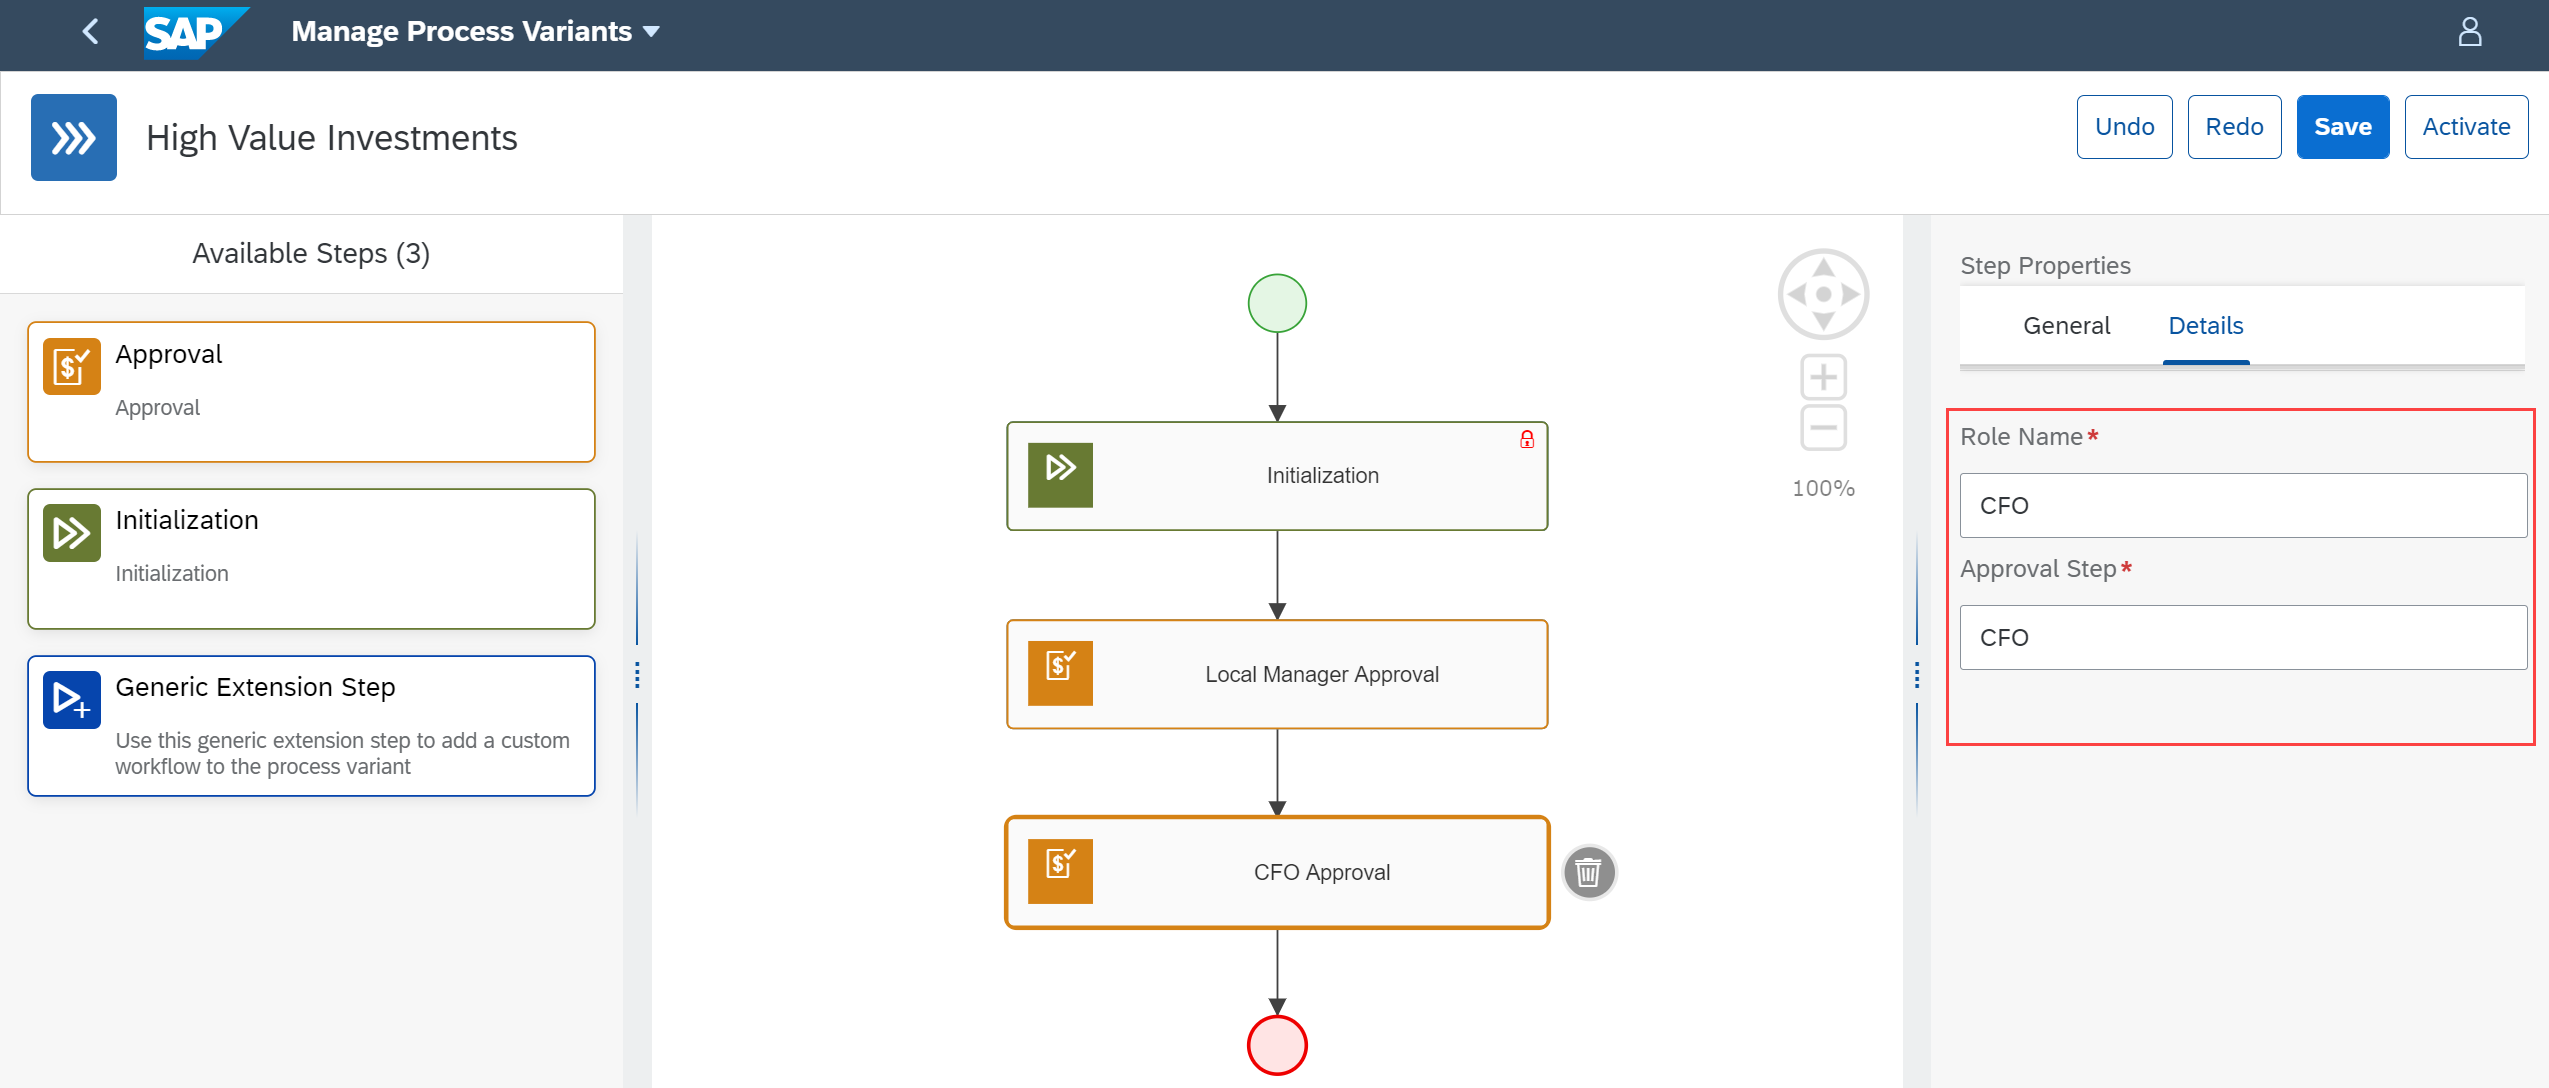 SAP
Manage Process Variants
High Value Investments
Undo
Redo
Save
Activate
Available Steps (3)
Approval
Approval
Initialization
Initialization
Generic Extension Step
Use this generic extension step to add a custom
workflow to the process variant
Initialization
Local Manager Approval
CFO Approval
100%
Step Properties
General
Details
Role Name*
CFO
Approval Step*
CFO